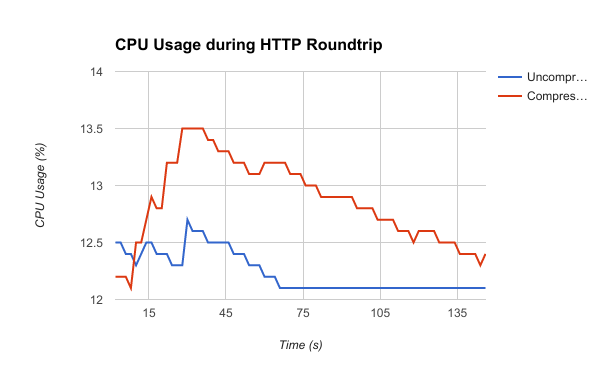 CPU Usage during HTTP Roundtrip
14
13.5
13
12.5
12
CPU Usage (%)
15 45 75 105 135
Time (s)
Uncompr…
Compres…